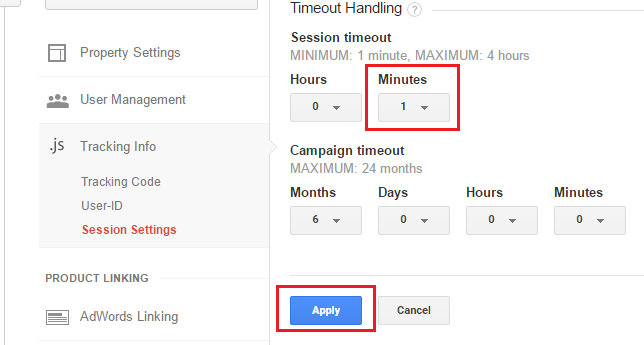 Timeout Handling ?
Session timeout
MINIMUM: 1 minute, MAXIMUM: 4 hours
Hours Minutes
0 1
Campaign timeout
MAXIMUM: 24 months
Months Days Hours Minutes
6 0 0 0
Apply Cancel
Property Settings
User Management
.js Tracking Info
Tracking Code
User-ID
Session Settings
PRODUCT LINKING
AdWords Linking